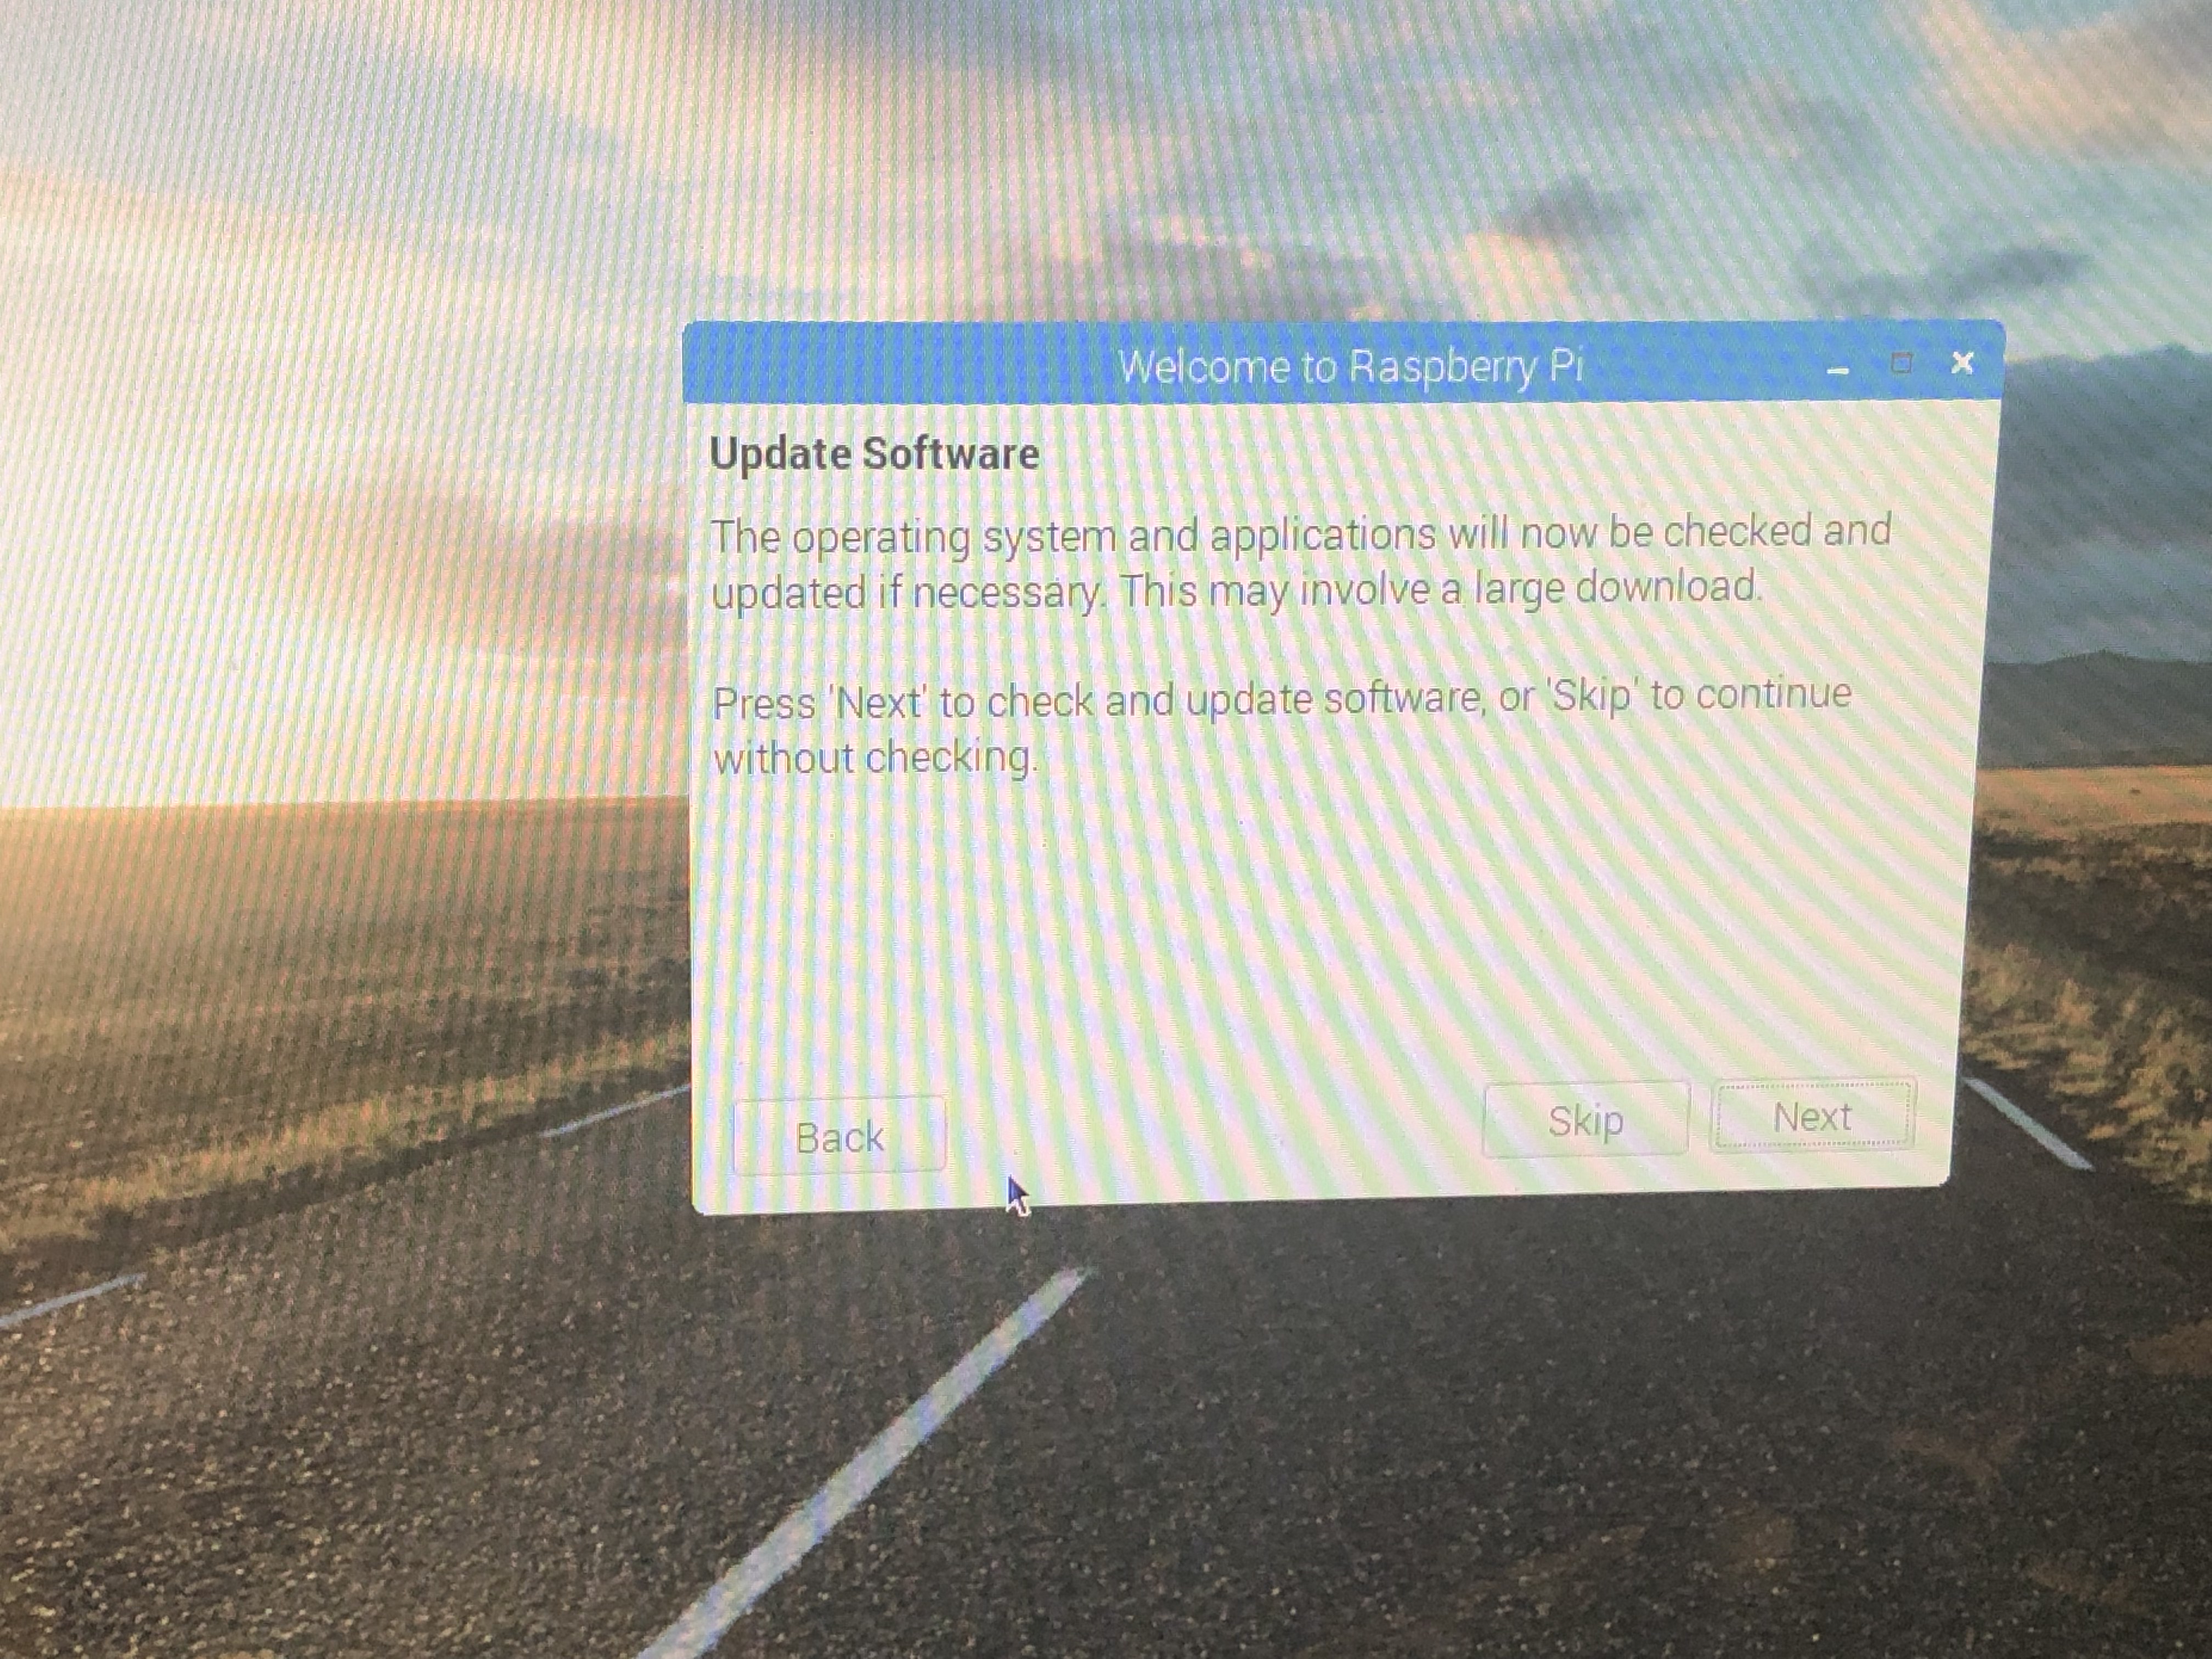 Welcome to Raspberry Pi
Update Software
The operating system and applications will now be checked and
updated if necessary. This may involve a large download.
Press 'Next' to check and update software, or 'Skip' to continue
without checking.
Back
Skip
Next